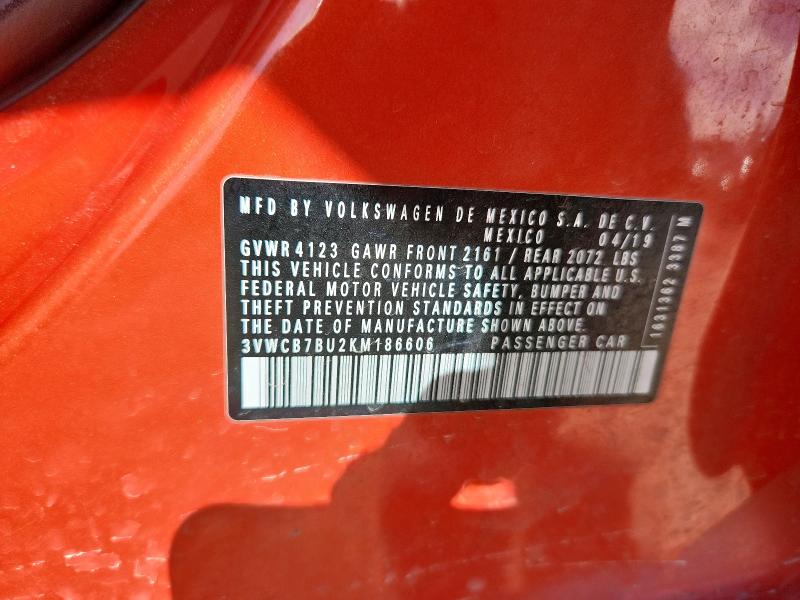 MFD BY VOLKSWAGEN DE MEXICO S.A. DE C.V.
MEXICO 04/19
GVWR 4123 GAWR FRONT 2161 / REAR 2072 LBS
THIS VEHICLE CONFORMS TO ALL APPLICABLE U.S.
FEDERAL MOTOR VEHICLE SAFETY, BUMPER AND
THEFT PREVENTION STANDARDS IN EFFECT ON
THE DATE OF MANUFACTURE SHOWN ABOVE.
3VWCB7BU2KM186606 PASSENGER CAR
1631362 3387 M